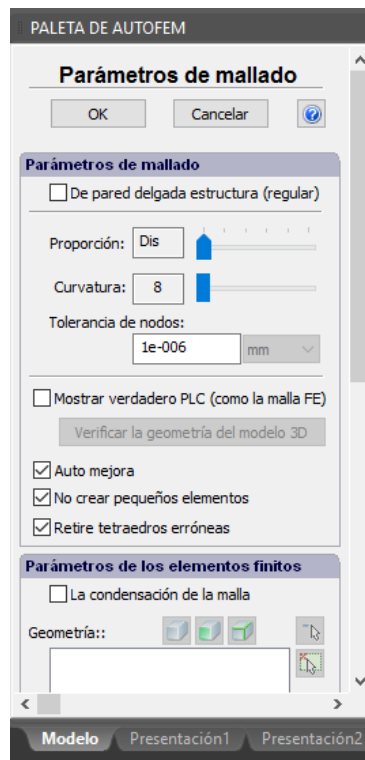 PALETA DE AUTOFEM
Parámetros de mallado
OK Cancelar
Parámetros de mallado
De pared delgada estructura (regular)
Proporción: Dis
Curvatura: 8
Tolerancia de nodos:
1e-006 mm
Mostrar verdadero PLC (como la malla FE)
Verificar la geometría del modelo 3D
Auto mejora
No crear pequeños elementos
Retire tetraedros erróneas
Parámetros de los elementos finitos
La condensación de la malla
Geometría::
Modelo Presentación1 Presentación2